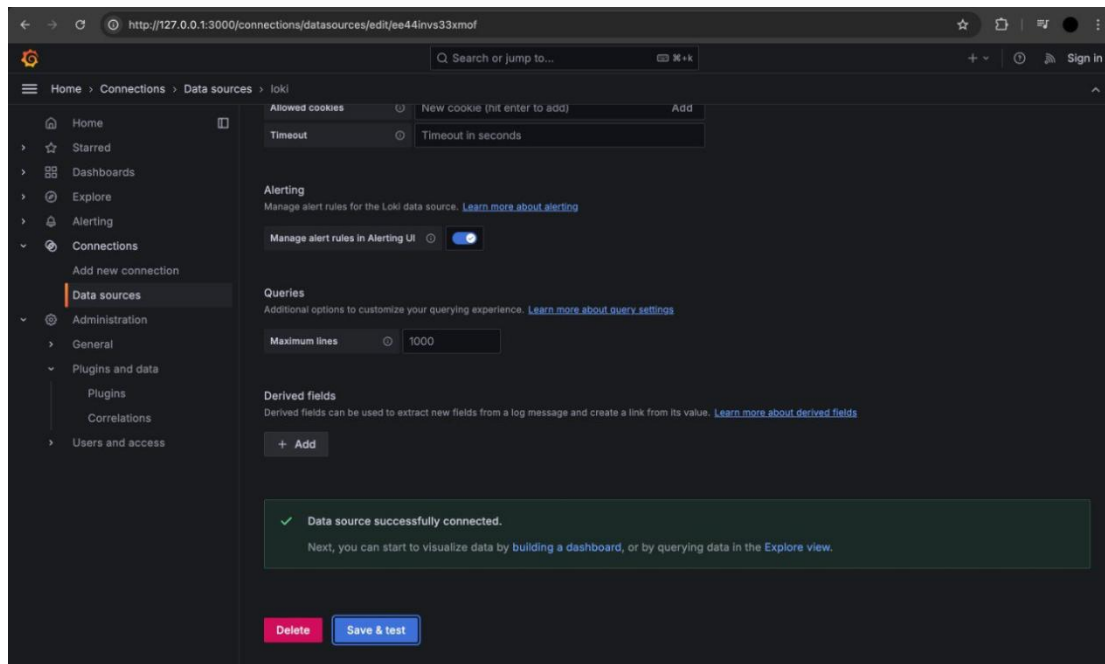 http://127.0.0.1:3000/connections/datasources/edit/ee44invs33xmof
Search or jump to... ⌘+k
Sign in
Home › Connections › Data sources › loki
Home
Starred
Dashboards
Explore
Alerting
Connections
Add new connection
Data sources
Administration
General
Plugins and data
Plugins
Correlations
Users and access
Allowed cookies New cookie (hit enter to add) Add
Timeout Timeout in seconds
Alerting
Manage alert rules for the Loki data source. Learn more about alerting
Manage alert rules in Alerting UI
Queries
Additional options to customize your querying experience. Learn more about query settings
Maximum lines 1000
Derived fields
Derived fields can be used to extract new fields from a log message and create a link from its value. Learn more about derived fields
+ Add
Data source successfully connected.
Next, you can start to visualize data by building a dashboard, or by querying data in the Explore view.
Delete Save & test